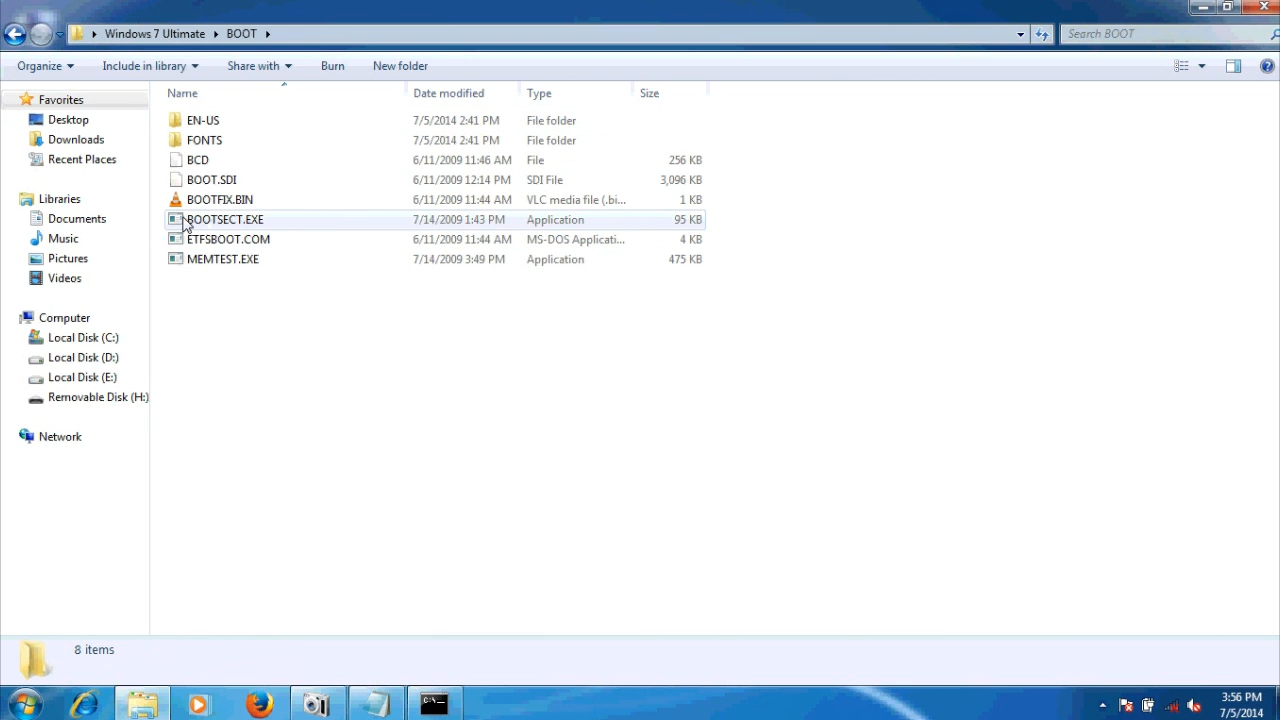 Windows 7 Ultimate BOOT Search BOOT
Organize Include in library Share with Burn New folder
Name Date modified Type Size
Favorites
Desktop
Downloads
Recent Places
Libraries
Documents
Music
Pictures
Videos
Computer
Local Disk (C:)
Local Disk (D:)
Local Disk (E:)
Removable Disk (H:)
Network
EN-US 7/5/2014 2:41 PM File folder
FONTS 7/5/2014 2:41 PM File folder
BCD 6/11/2009 11:46 AM File 256 KB
BOOT.SDI 6/11/2009 12:14 PM SDI File 3,096 KB
BOOTFIX.BIN 6/11/2009 11:44 AM VLC media file (.bi... 1 KB
BOOTSECT.EXE 7/14/2009 1:43 PM Application 95 KB
ETFSBOOT.COM 6/11/2009 11:44 AM MS-DOS Applicati... 4 KB
MEMTEST.EXE 7/14/2009 3:49 PM Application 475 KB
8 items
C:\_
3:56 PM
7/5/2014